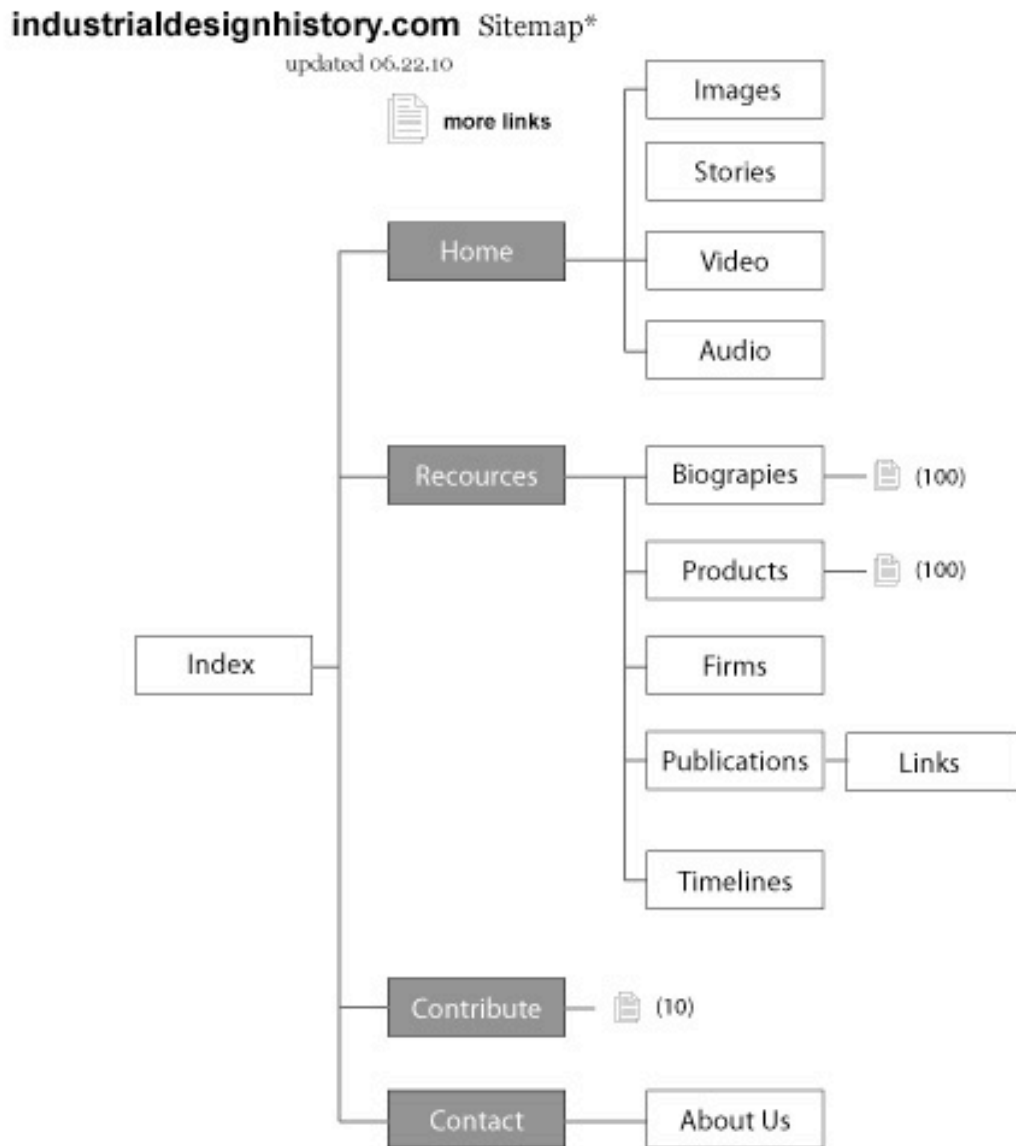 industrialdesignhistory.com Sitemap*
updated 06.22.10
more links
Images
Stories
Home
Video
Audio
Recources
Biograpies
(100)
Products
(100)
Index
Firms
Publications
Links
Timelines
Contribute
(10)
Contact
About Us